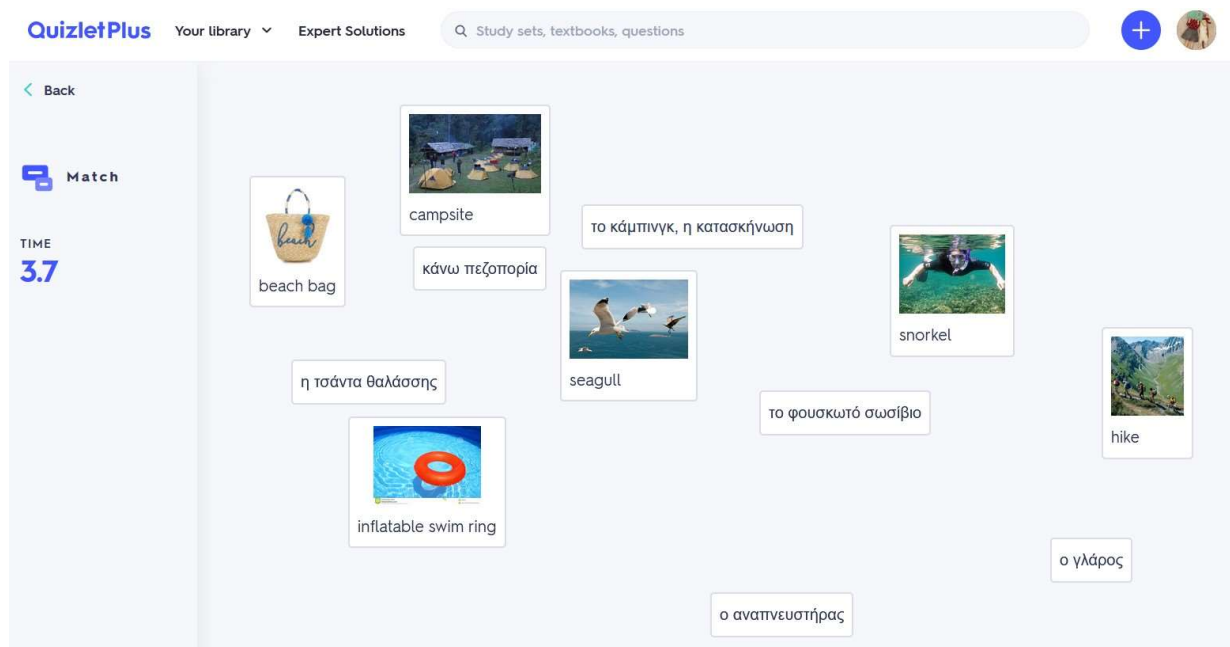 QuizletPlus Your library Expert Solutions Study sets, textbooks, questions
Back
Match
TIME
3.7
beach
beach bag
campsite
το κάμπινγκ, η κατασκήνωση
κάνω πεζοπορία
snorkel
seagull
η τσάντα θαλάσσης
το φουσκωτό σωσίβιο
hike
inflatable swim ring
ο γλάρος
ο αναπνευστήρας